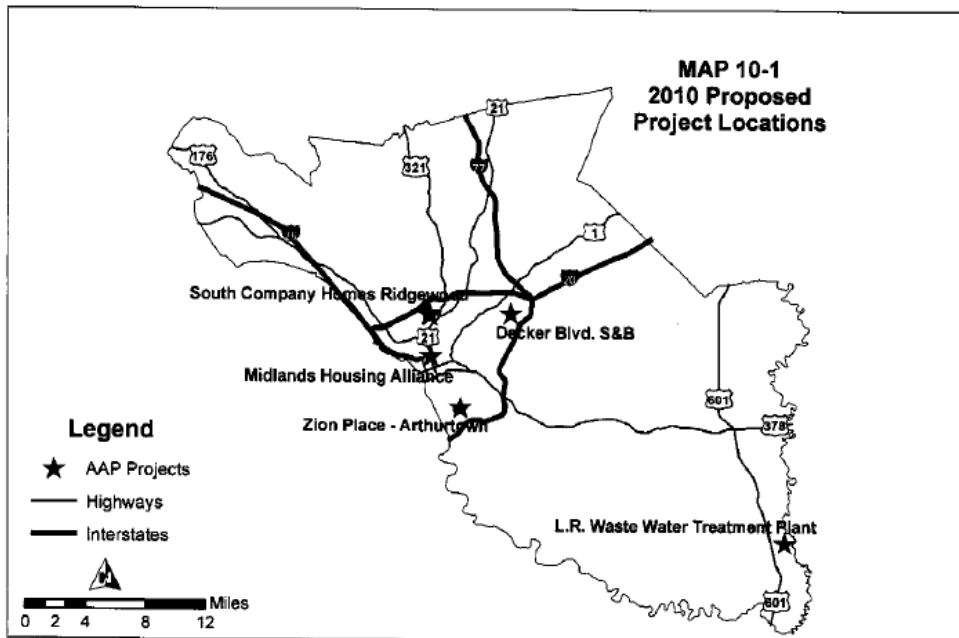 MAP 10-1
2010 Proposed
Project Locations
21
176
321
1
20
South Company Homes Ridgewood
Decker Blvd. S&B
21
Midlands Housing Alliance
601
378
Zion Place - Arthurtown
Legend
AAP Projects
Highways
Interstates
L.R. Waste Water Treatment Plant
N
601
Miles
0 2 4 8 12